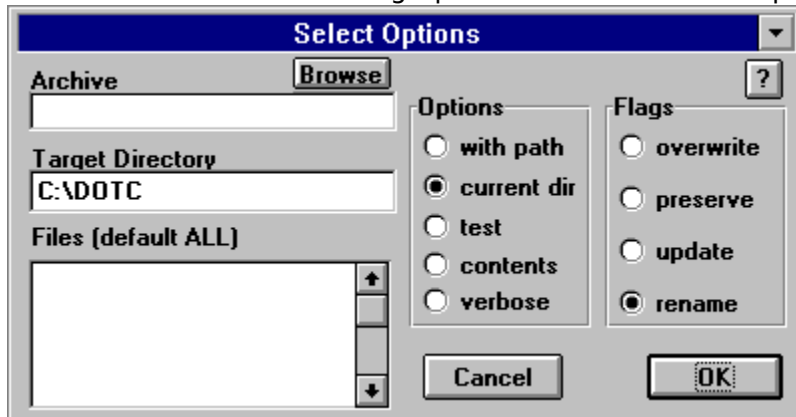 Select Options
Archive
Browse
?
Target Directory
C:\DOTC
Files (default ALL)
Options
with path
current dir
test
contents
verbose
Flags
overwrite
preserve
update
rename
Cancel
OK